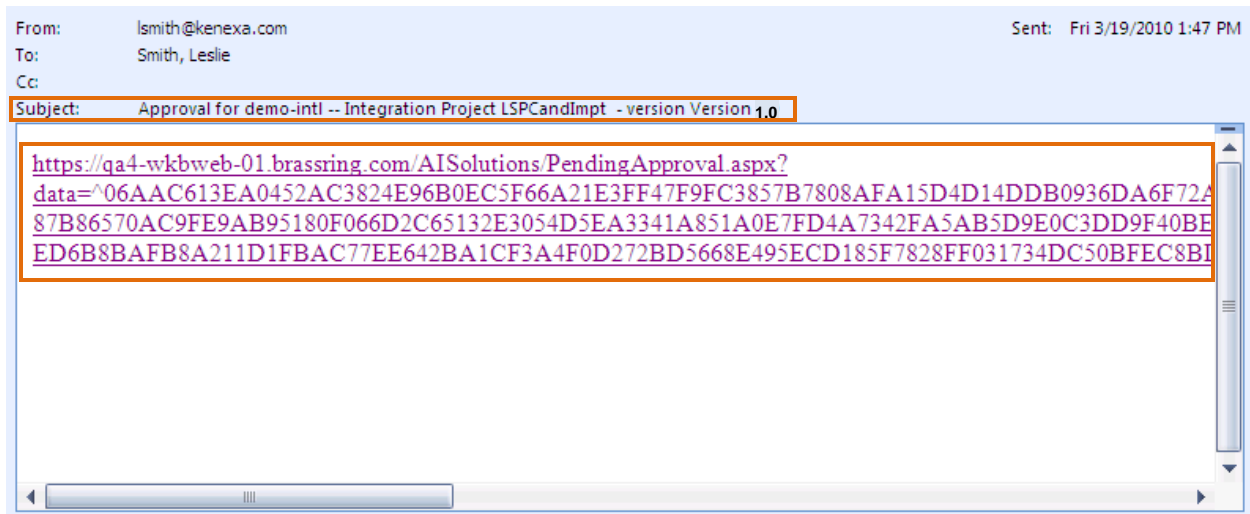 From: lsmith@kenexa.com Sent: Fri 3/19/2010 1:47 PM
To: Smith, Leslie
Cc:
Subject: Approval for demo-intl -- Integration Project LSPCandImpt - version Version 1.0
https://qa4-wkbweb-01.brassring.com/AISolutions/PendingApproval.aspx?
data=^06AAC613EA0452AC3824E96B0EC5F66A21E3FF47F9FC3857B7808AFA15D4D14DDB0936DA6F72A
87B86570AC9FE9AB95180F066D2C65132E3054D5EA3341A851A0E7FD4A7342FA5AB5D9E0C3DD9F40BE
ED6B8BAFB8A211D1FBAC77EE642BA1CF3A4F0D272BD5668E495ECD185F7828FF031734DC50BFEC8BD